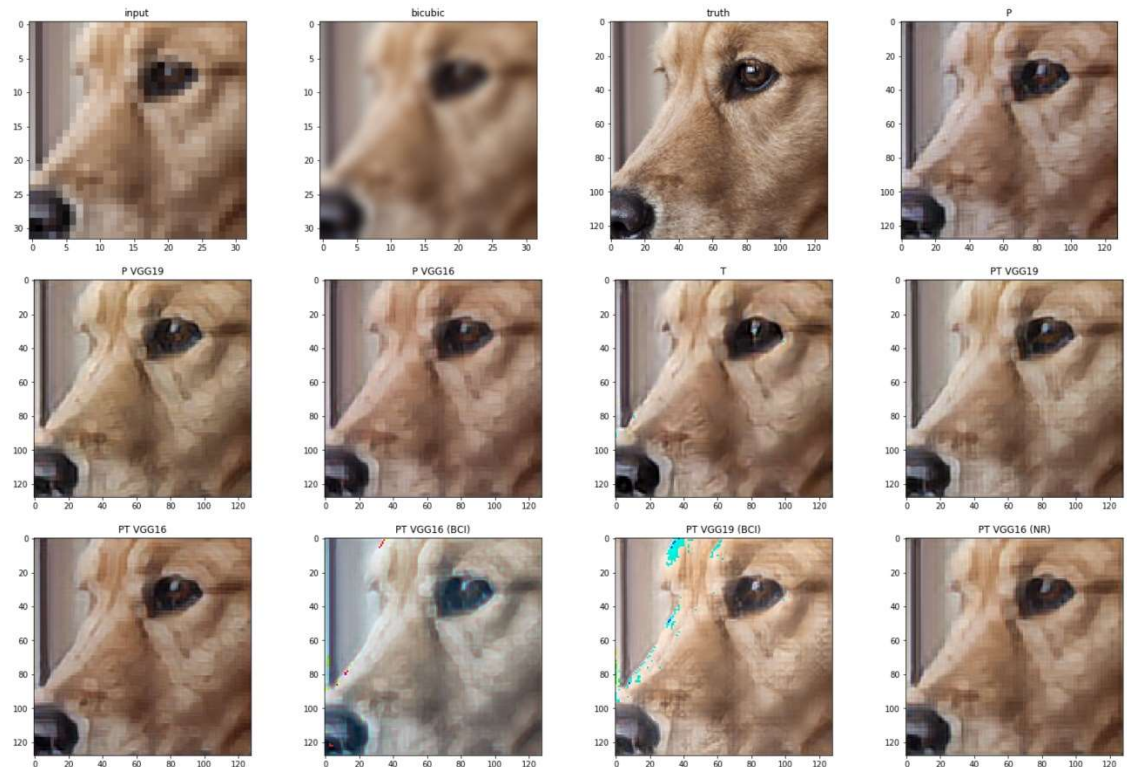 input bicubic truth P
0 0 0 0
5 5 20 20
10 10 40 40
15 15 60 60
20 20 80 80
25 25 100 100
30 30 120 120
0 5 10 15 20 25 30 0 5 10 15 20 25 30 0 20 40 60 80 100 120 0 20 40 60 80 100 120
P VGG19 P VGG16 T PT VGG19
0 0 0 0
20 20 20 20
40 40 40 40
60 60 60 60
80 80 80 80
100 100 100 100
120 120 120 120
0 20 40 60 80 100 120 0 20 40 60 80 100 120 0 20 40 60 80 100 120 0 20 40 60 80 100 120
PT VGG16 PT VGG16 (BCI) PT VGG19 (BCI) PT VGG16 (NR)
0 0 0 0
20 20 20 20
40 40 40 40
60 60 60 60
80 80 80 80
100 100 100 100
120 120 120 120
0 20 40 60 80 100 120 0 20 40 60 80 100 120 0 20 40 60 80 100 120 0 20 40 60 80 100 120